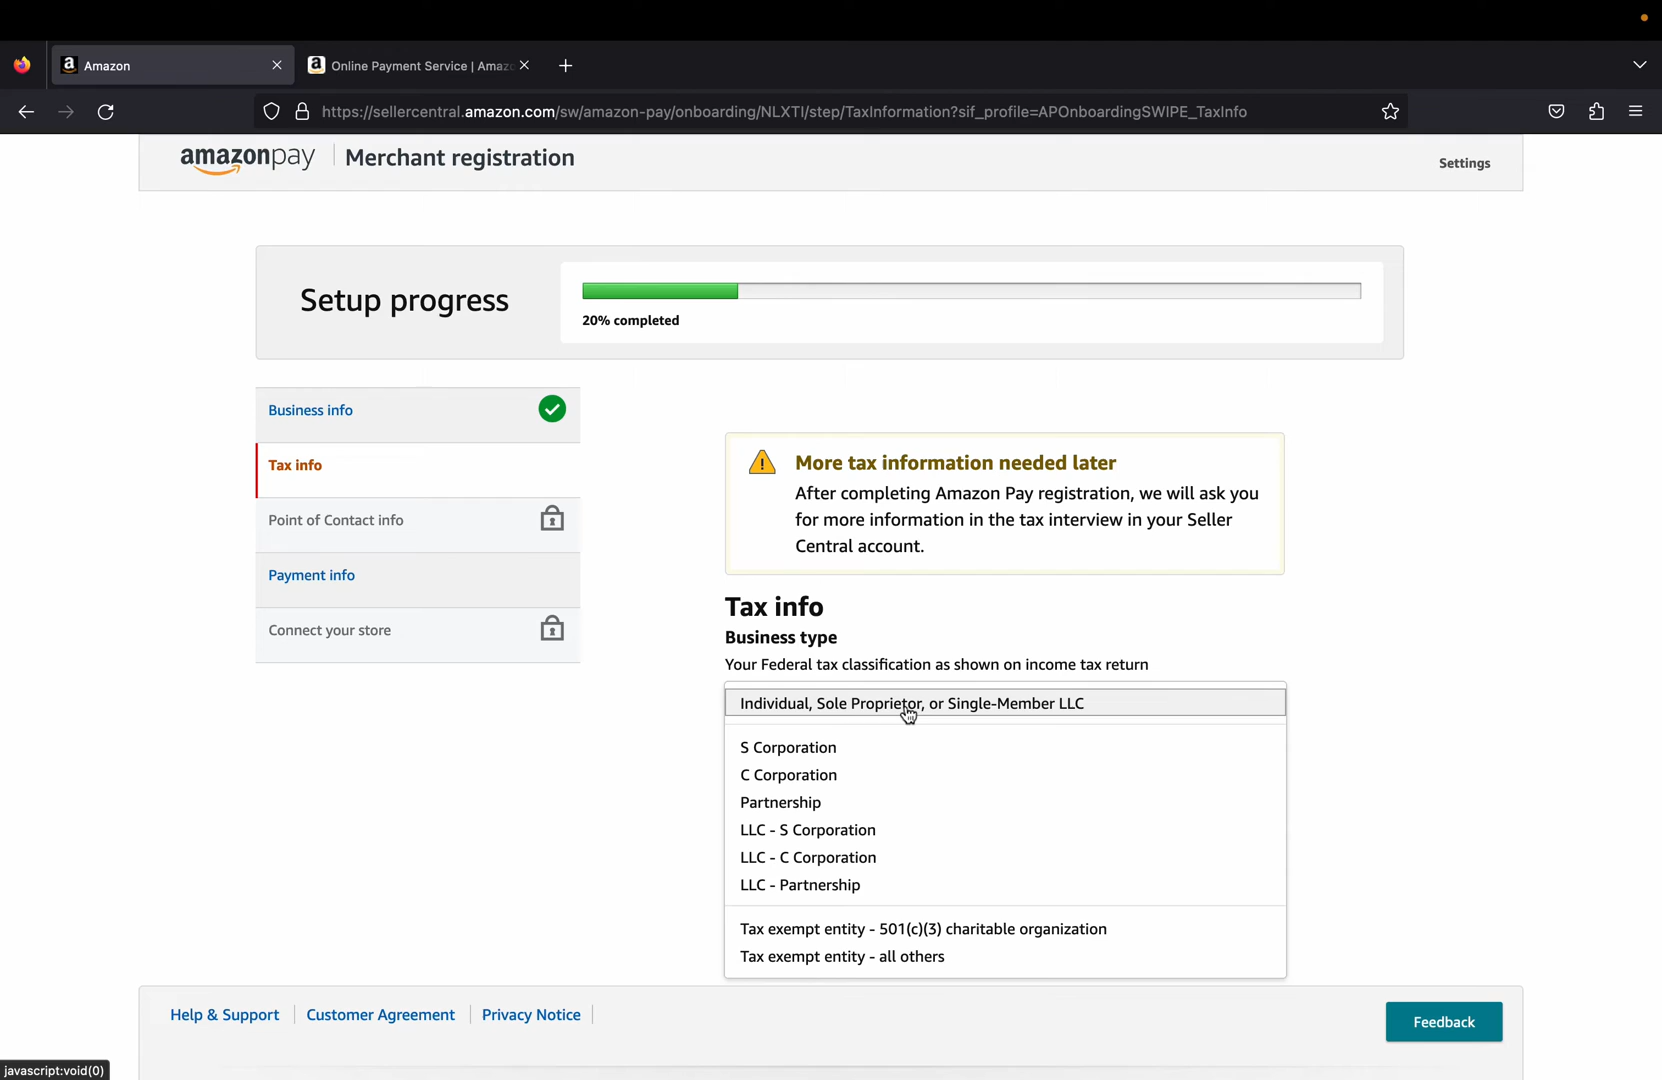 Amazon
Online Payment Service | Amazo
https://sellercentral.amazon.com/sw/amazon-pay/onboarding/NLXTI/step/TaxInformation?sif_profile=APOnboardingSWIPE_TaxInfo
amazonpay
Merchant registration
Settings
Setup progress
20% completed
Business info
Tax info
Point of Contact info
Payment info
Connect your store
More tax information needed later
After completing Amazon Pay registration, we will ask you
for more information in the tax interview in your Seller
Central account.
Tax info
Business type
Your Federal tax classification as shown on income tax return
Individual, Sole Proprietor, or Single-Member LLC
S Corporation
C Corporation
Partnership
LLC - S Corporation
LLC - C Corporation
LLC - Partnership
Tax exempt entity - 501(c)(3) charitable organization
Tax exempt entity - all others
Help & Support
Customer Agreement
Privacy Notice
Feedback
javascript:void(0)